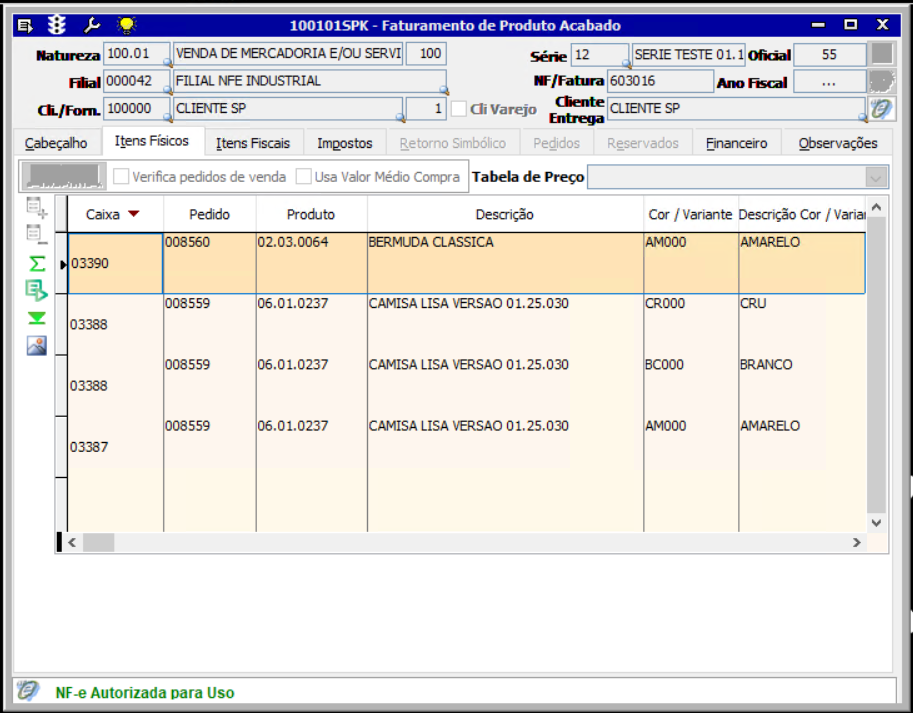 100101SPK - Faturamento de Produto Acabado
Natureza 100.01 VENDA DE MERCADORIA E/OU SERVI 100 Série 12 SERIE TESTE 01.1 Oficial 55
Filial 000042 FILIAL NFE INDUSTRIAL NF/Fatura 603016 Ano Fiscal ...
Cli./Forn. 100000 CLIENTE SP 1 Cli Varejo Cliente Entrega CLIENTE SP
Cabeçalho Itens Físicos Itens Fiscais Impostos Retorno Simbólico Pedidos Reservados Financeiro Observações
Verifica pedidos de venda Usa Valor Médio Compra Tabela de Preço
Caixa Pedido Produto Descrição Cor / Variante Descrição Cor / Varia
03390 008560 02.03.0064 BERMUDA CLASSICA AM000 AMARELO
03388 008559 06.01.0237 CAMISA LISA VERSAO 01.25.030 CR000 CRU
03388 008559 06.01.0237 CAMISA LISA VERSAO 01.25.030 BC000 BRANCO
03387 008559 06.01.0237 CAMISA LISA VERSAO 01.25.030 AM000 AMARELO
NF-e Autorizada para Uso